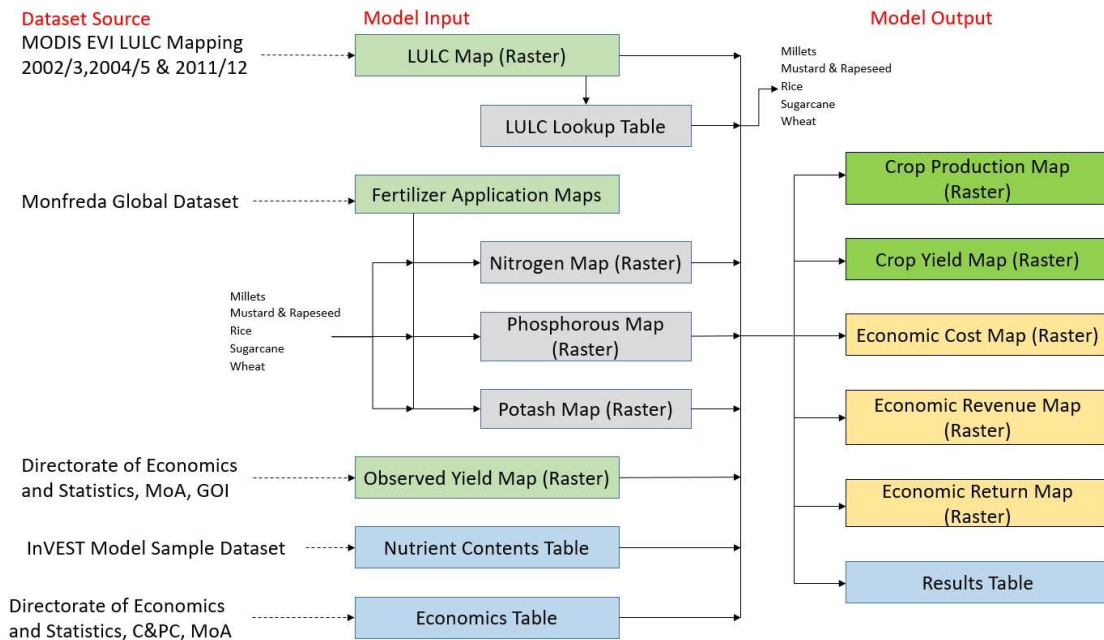 Dataset Source
MODIS EVI LULC Mapping
2002/3,2004/5 & 2011/12
Monfreda Global Dataset
Directorate of Economics
and Statistics, MoA, GOI
InVEST Model Sample Dataset
Directorate of Economics
and Statistics, C&PC, MoA
Model Input
LULC Map (Raster)
LULC Lookup Table
Fertilizer Application Maps
Millets
Mustard & Rapeseed
Rice
Sugarcane
Wheat
Nitrogen Map (Raster)
Phosphorous Map
(Raster)
Potash Map (Raster)
Observed Yield Map (Raster)
Nutrient Contents Table
Economics Table
Model Output
Millets
Mustard & Rapeseed
Rice
Sugarcane
Wheat
Crop Production Map
(Raster)
Crop Yield Map (Raster)
Economic Cost Map (Raster)
Economic Revenue Map
(Raster)
Economic Return Map
(Raster)
Results Table